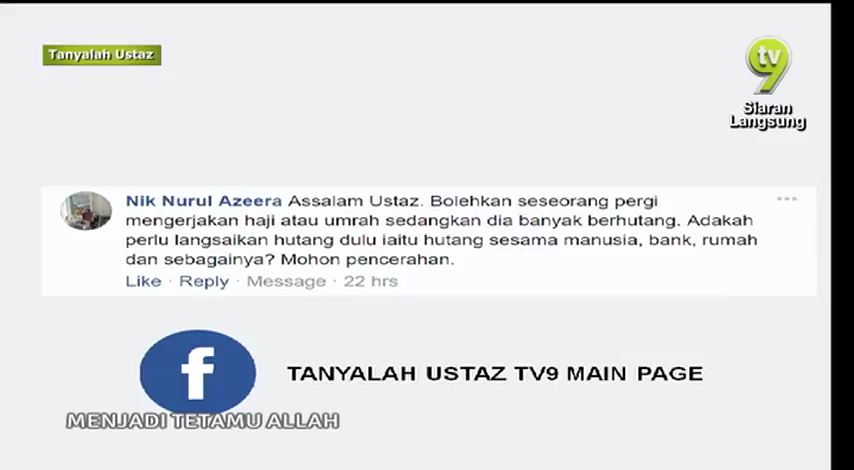 Tanyalah Ustaz
tv
9
Siaran
Langsung
Nik Nurul Azeera Assalam Ustaz. Bolehkan seseorang pergi
mengerjakan haji atau umrah sedangkan dia banyak berhutang. Adakah
perlu langsaikan hutang dulu iaitu hutang sesama manusia, bank, rumah
dan sebagainya? Mohon pencerahan.
Like · Reply · Message · 22 hrs
f
TANYALAH USTAZ TV9 MAIN PAGE
MENJADI TETAMU ALLAH